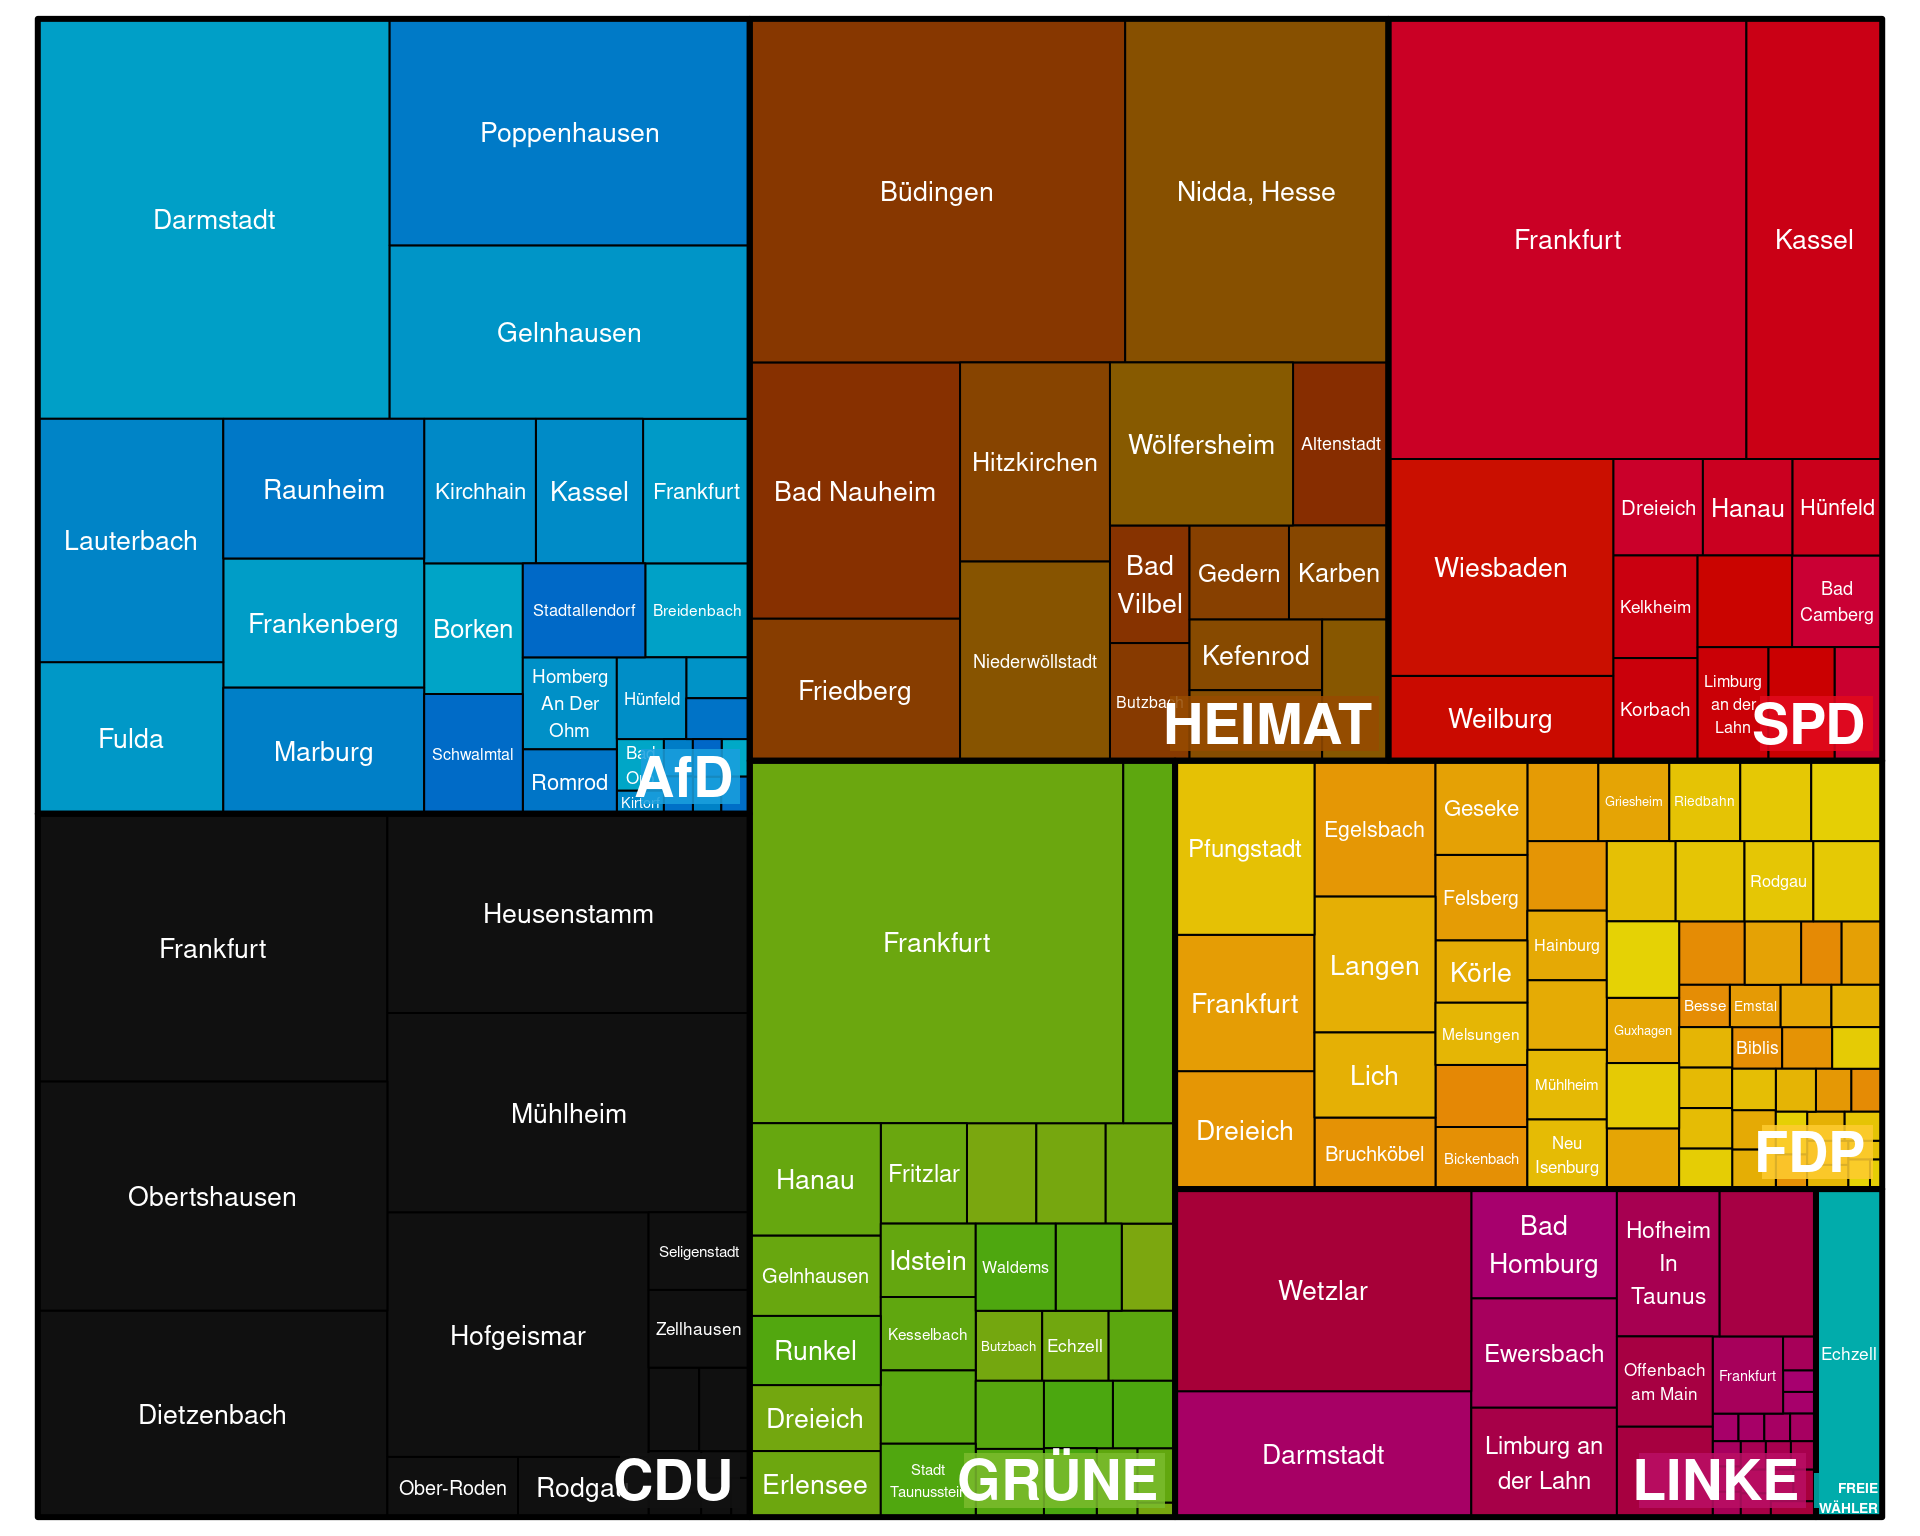 Darmstadt
Poppenhausen
Gelnhausen
Lauterbach
Raunheim
Kirchhain
Kassel
Frankfurt
Frankenberg
Borken
Stadtallendorf
Breidenbach
Fulda
Marburg
Schwalmtal
Homberg
An Der
Ohm
Hünfeld
Romrod
Bad
Kirtorf
AfD
Büdingen
Nidda, Hesse
Bad Nauheim
Hitzkirchen
Wölfersheim
Altenstadt
Friedberg
Niederwöllstadt
Bad
Vilbel
Gedern
Karben
Kefenrod
Butzbach
HEIMAT
Frankfurt
Kassel
Wiesbaden
Weilburg
Dreieich
Hanau
Hünfeld
Kelkheim
Bad
Camberg
Korbach
Limburg
an der
Lahn
SPD
Frankfurt
Heusenstamm
Mühlheim
Obertshausen
Dietzenbach
Hofgeismar
Seligenstadt
Zellhausen
Ober-Roden
Rodgau
CDU
Frankfurt
Hanau
Fritzlar
Gelnhausen
Idstein
Waldems
Runkel
Kesselbach
Butzbach
Echzell
Dreieich
Erlensee
Stadt
Taunusstein
GRÜNE
Pfungstadt
Egelsbach
Geseke
Griesheim
Riedbahn
Felsberg
Rodgau
Frankfurt
Langen
Körle
Hainburg
Melsungen
Guxhagen
Besse
Emstal
Biblis
Dreieich
Lich
Mühlheim
Bruchköbel
Bickenbach
Neu
Isenburg
FDP
Wetzlar
Bad
Homburg
Hofheim
In
Taunus
Ewersbach
Offenbach
am Main
Frankfurt
Darmstadt
Limburg an
der Lahn
LINKE
Echzell
FREIE
WÄHLER